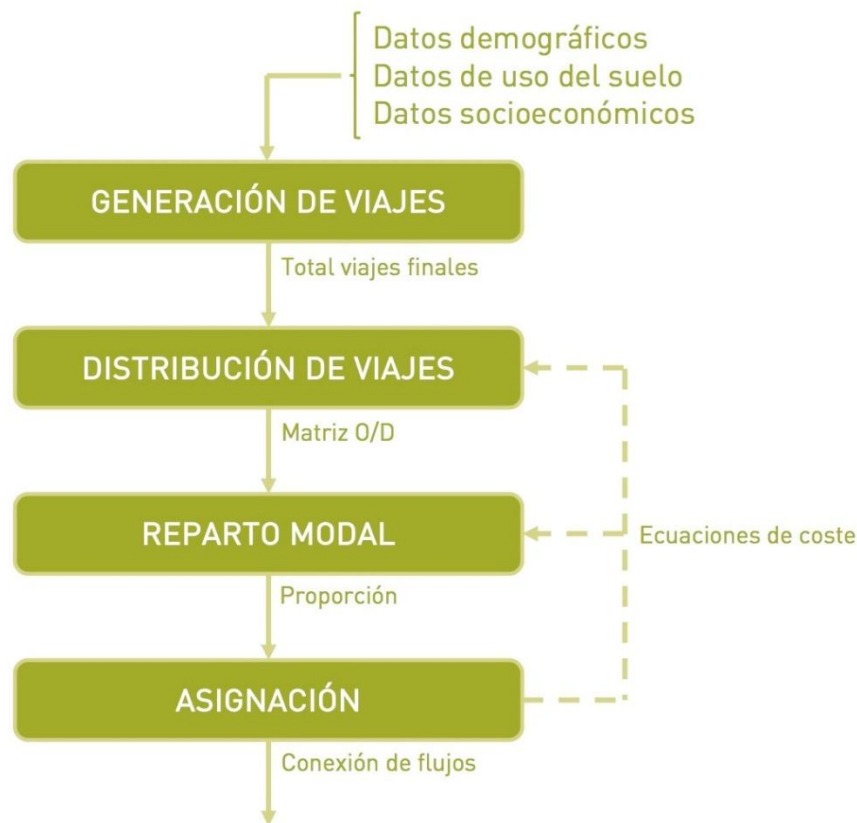 Datos demográficos
Datos de uso del suelo
Datos socioeconómicos
GENERACIÓN DE VIAJES
Total viajes finales
DISTRIBUCIÓN DE VIAJES
Matriz O/D
REPARTO MODAL
Ecuaciones de coste
Proporción
ASIGNACIÓN
Conexión de flujos